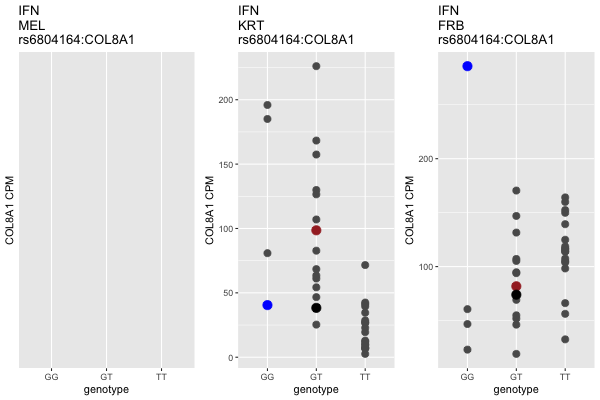 IFN
MEL
rs6804164:COL8A1
COL8A1 CPM
GG GT TT
genotype
IFN
KRT
rs6804164:COL8A1
COL8A1 CPM
200
150
100
50
0
GG GT TT
genotype
IFN
FRB
rs6804164:COL8A1
COL8A1 CPM
200
100
GG GT TT
genotype